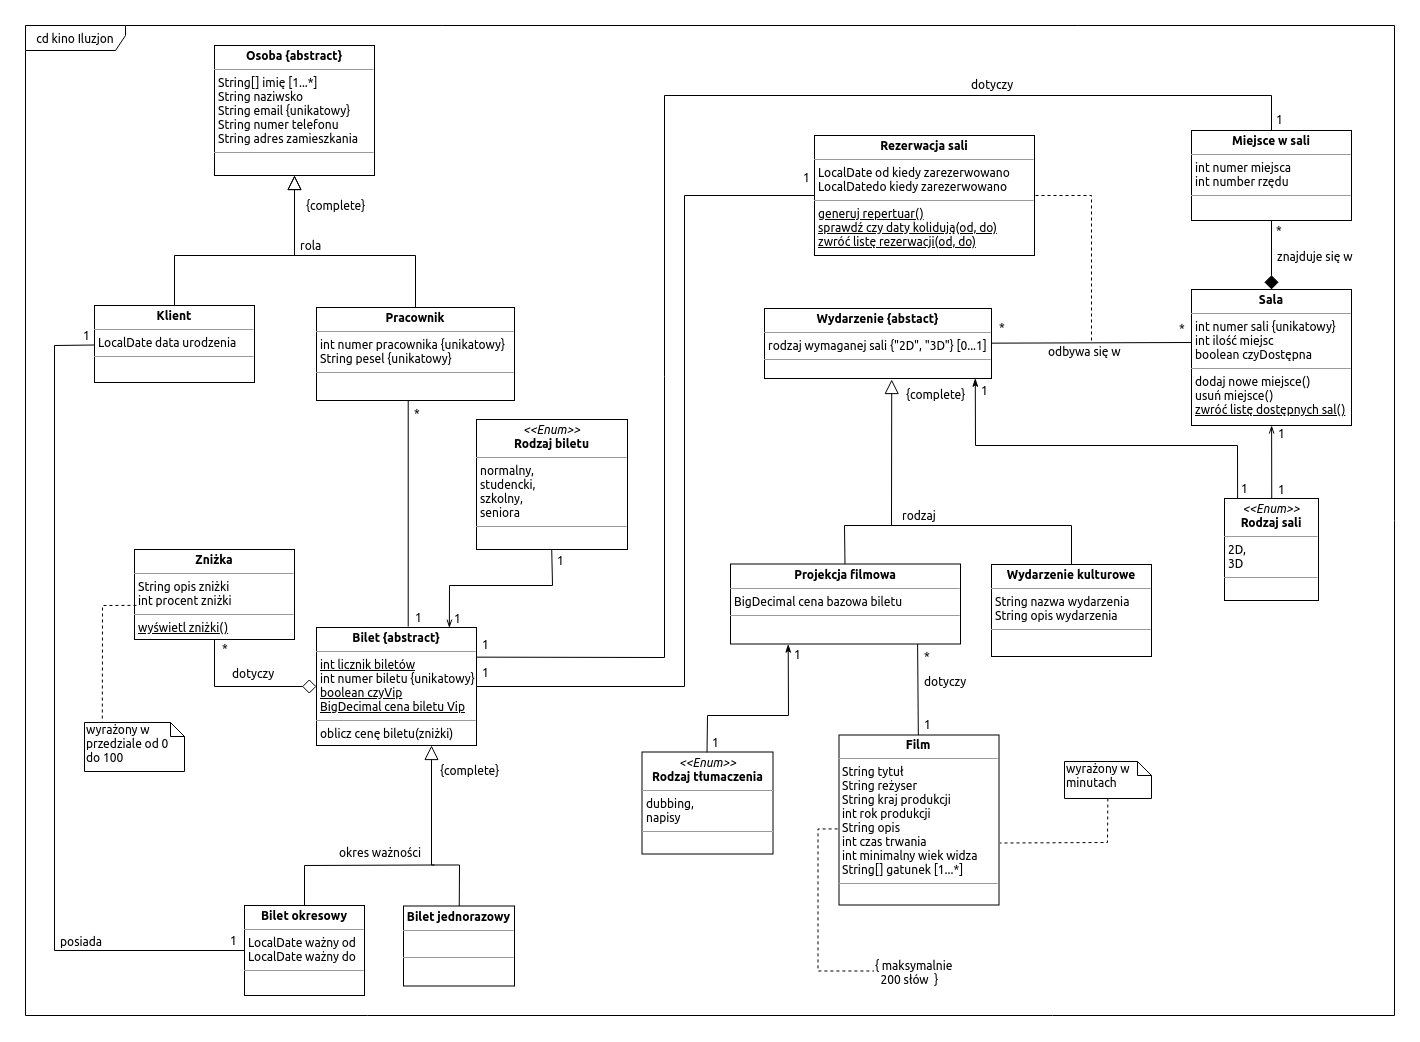 cd kino Iluzjon
Osoba {abstract}
String[] imię [1...*]
String naziwsko
String email {unikatowy}
String numer telefonu
String adres zamieszkania
{complete}
rola
Klient
LocalDate data urodzenia
1
Pracownik
int numer pracownika {unikatowy}
String pesel {unikatowy}
*
<<Enum>>
Rodzaj biletu
normalny,
studencki,
szkolny,
seniora
1
1
1
Zniżka
String opis zniżki
int procent zniżki
wyświetl zniżki()
*
dotyczy
wyrażony w
przedziale od 0
do 100
Bilet {abstract}
int licznik biletów
int numer biletu {unikatowy}
boolean czyVip
BigDecimal cena biletu Vip
oblicz cenę biletu(zniżki)
1
1
{complete}
okres ważności
Bilet okresowy
LocalDate ważny od
LocalDate ważny do
posiada
1
Bilet jednorazowy
dotyczy
1
Miejsce w sali
int numer miejsca
int number rzędu
*
znajduje się w
Rezerwacja sali
LocalDate od kiedy zarezerwowano
LocalDatedo kiedy zarezerwowano
generuj repertuar()
sprawdź czy daty kolidują(od, do)
zwróć listę rezerwacji(od, do)
1
Wydarzenie {abstact}
rodzaj wymaganej sali {"2D", "3D"} [0...1]
*
*
odbywa się w
Sala
int numer sali {unikatowy}
int ilość miejsc
boolean czyDostępna
dodaj nowe miejsce()
usuń miejsce()
zwróć listę dostępnych sal()
{complete}
1
1
1
1
<<Enum>>
Rodzaj sali
2D,
3D
rodzaj
Projekcja filmowa
BigDecimal cena bazowa biletu
Wydarzenie kulturowe
String nazwa wydarzenia
String opis wydarzenia
1
*
dotyczy
1
1
<<Enum>>
Rodzaj tłumaczenia
dubbing,
napisy
Film
String tytuł
String reżyser
String kraj produkcji
int rok produkcji
String opis
int czas trwania
int minimalny wiek widza
String[] gatunek [1...*]
wyrażony w
minutach
{ maksymalnie
200 słów }